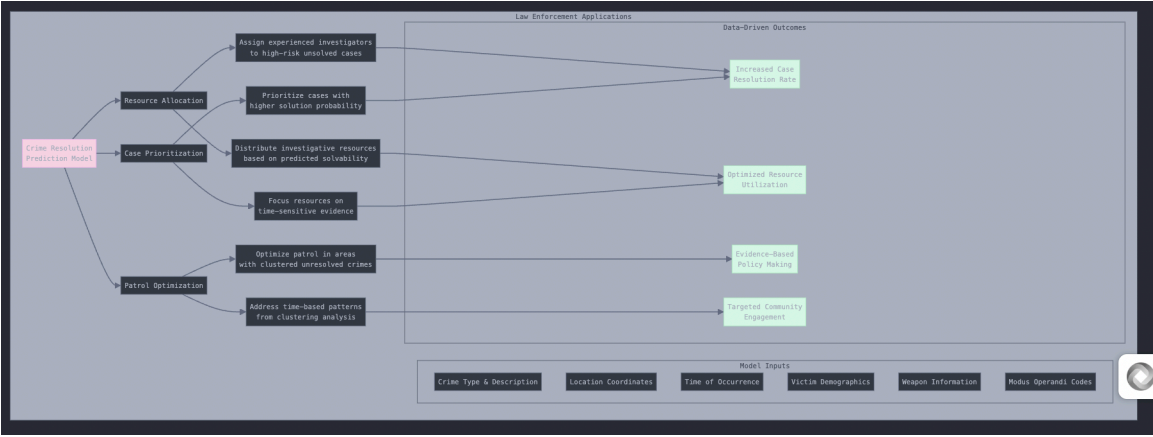 Law Enforcement Applications
Data-Driven Outcomes
Assign experienced investigators
to high-risk unsolved cases
Increased Case
Resolution Rate
Resource Allocation
Prioritize cases with
higher solution probability
Crime Resolution
Prediction Model
Case Prioritization
Distribute investigative resources
based on predicted solvability
Optimized Resource
Utilization
Focus resources on
time-sensitive evidence
Optimize patrol in areas
with clustered unresolved crimes
Evidence-Based
Policy Making
Patrol Optimization
Address time-based patterns
from clustering analysis
Targeted Community
Engagement
Model Inputs
Crime Type & Description
Location Coordinates
Time of Occurrence
Victim Demographics
Weapon Information
Modus Operandi Codes